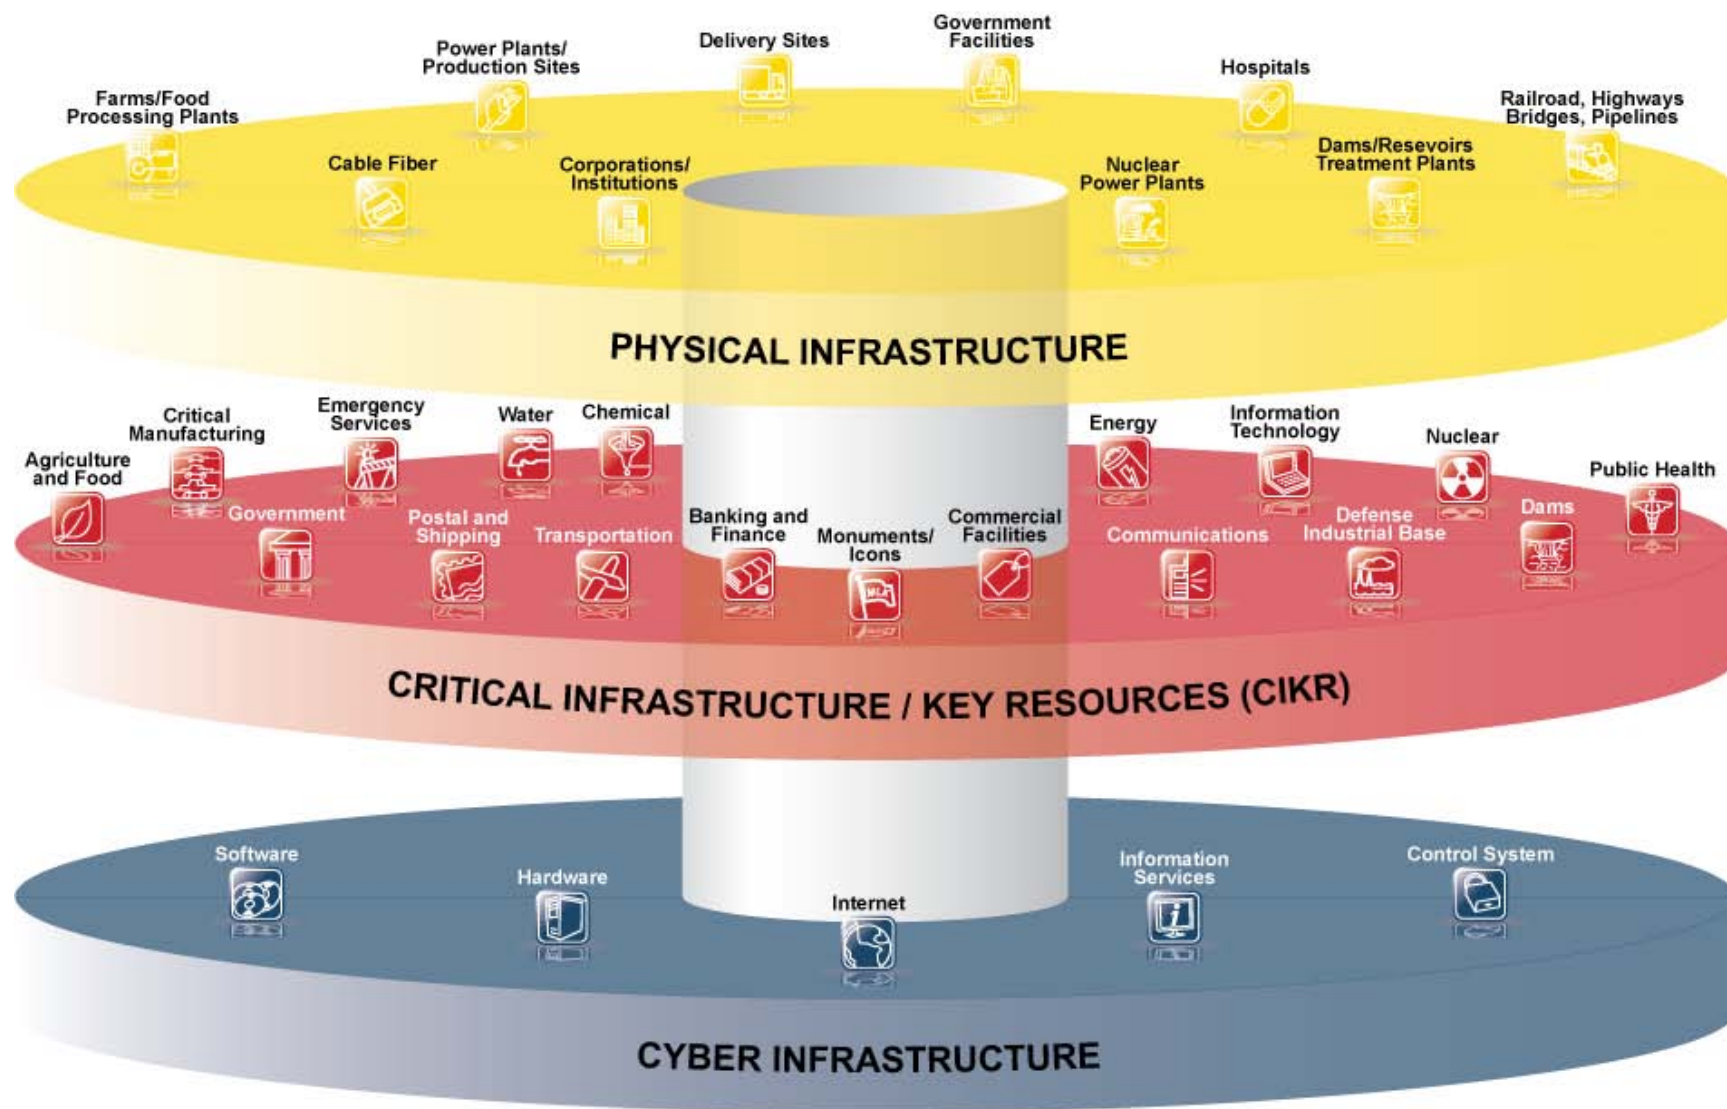 Farms/Food
Processing Plants
Power Plants/
Production Sites
Delivery Sites
Government
Facilities
Hospitals
Railroad, Highways
Bridges, Pipelines
Cable Fiber
Corporations/
Institutions
Nuclear
Power Plants
Dams/Resevoirs
Treatment Plants
PHYSICAL INFRASTRUCTURE
Agriculture
and Food
Critical
Manufacturing
Emergency
Services
Water
Chemical
Energy
Information
Technology
Nuclear
Public Health
Government
Postal and
Shipping
Transportation
Banking and
Finance
Monuments/
Icons
Commercial
Facilities
Communications
Defense
Industrial Base
Dams
CRITICAL INFRASTRUCTURE / KEY RESOURCES (CIKR)
Software
Hardware
Internet
Information
Services
Control System
CYBER INFRASTRUCTURE